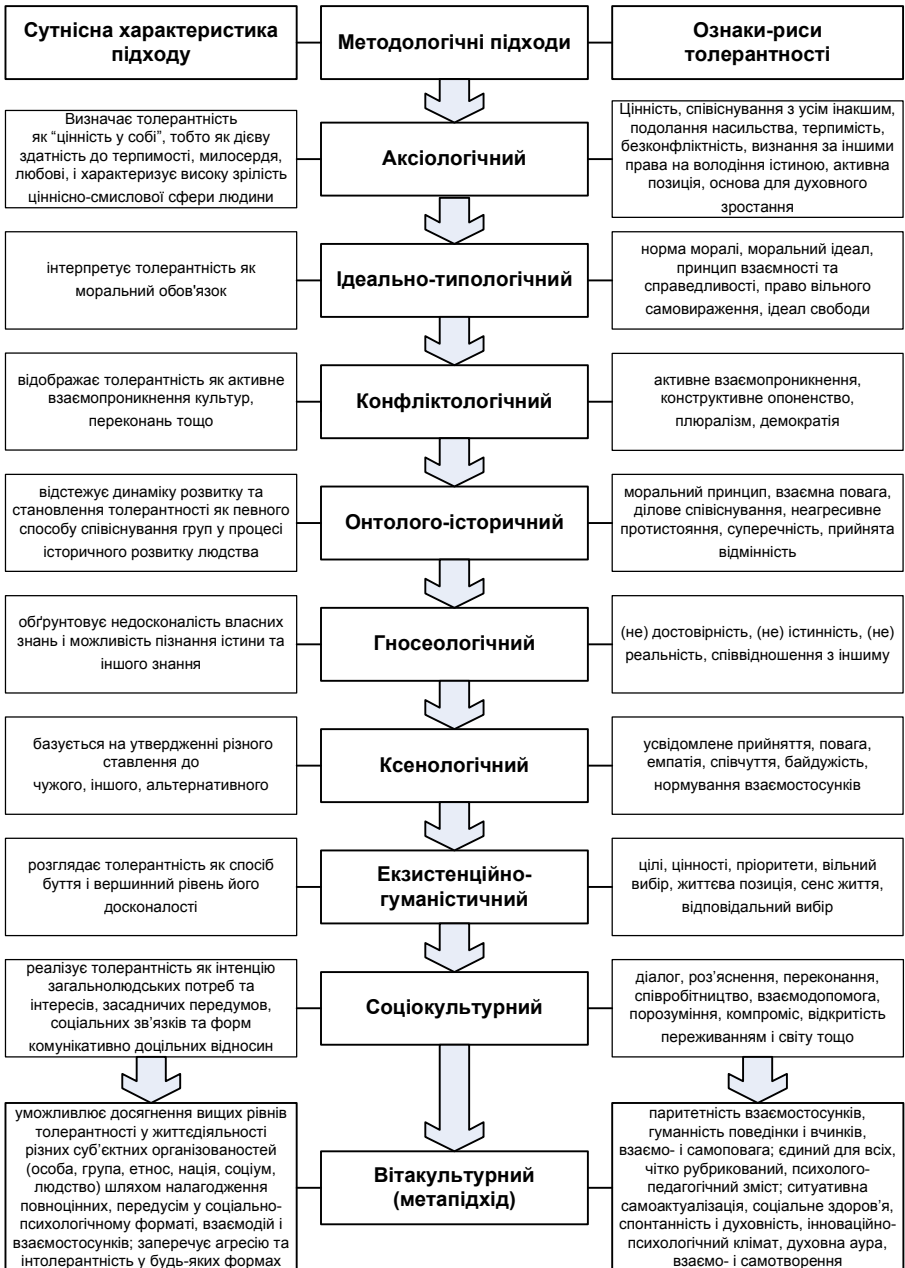 Сутнісна характеристика
підходу
Методологічні підходи
Ознаки-риси
толерантності
Визначає толерантність
як “цінність у собі”, тобто як дієву
здатність до терпимості, милосердя,
любові, і характеризує високу зрілість
ціннісно-смислової сфери людини
Аксіологічний
Цінність, співіснування з усім інакшим,
подолання насильства, терпимість,
безконфліктність, визнання за іншими
права на володіння істиною, активна
позиція, основа для духовного
зростання
інтерпретує толерантність як
моральний обов'язок
Ідеально-типологічний
норма моралі, моральний ідеал,
принцип взаємності та
справедливості, право вільного
самовираження, ідеал свободи
відображає толерантність як активне
взаємопроникнення культур,
переконань тощо
Конфліктологічний
активне взаємопроникнення,
конструктивне опоненство,
плюралізм, демократія
відстежує динаміку розвитку та
становлення толерантності як певного
способу співіснування груп у процесі
історичного розвитку людства
Онтолого-історичний
моральний принцип, взаємна повага,
ділове співіснування, неагресивне
протистояння, суперечність, прийнята
відмінність
обґрунтовує недосконалість власних
знань і можливість пізнання істини та
іншого знання
Гносеологічний
(не) достовірність, (не) істинність, (не)
реальність, співвідношення з іншиму
базується на утвердженні різного
ставлення до
чужого, іншого, альтернативного
Ксенологічний
усвідомлене прийняття, повага,
емпатія, співчуття, байдужість,
нормування взаємостосунків
розглядає толерантність як спосіб
буття і вершинний рівень його
досконалості
Екзистенційно-
гуманістичний
цілі, цінності, пріоритети, вільний
вибір, життєва позиція, сенс життя,
відповідальний вибір
реалізує толерантність як інтенцію
загальнолюдських потреб та
інтересів, засадничих передумов,
соціальних зв’язків та форм
комунікативно доцільних відносин
Соціокультурний
діалог, роз’яснення, переконання,
співробітництво, взаємодопомога,
порозуміння, компроміс, відкритість
переживанням і світу тощо
уможливлює досягнення вищих рівнів
толерантності у життєдіяльності
різних суб’єктних організованостей
(особа, група, етнос, нація, соціум,
людство) шляхом налагодження
повноцінних, передусім у соціально-
психологічному форматі, взаємодій і
взаємостосунків; заперечує агресію та
інтолерантність у будь-яких формах
Вітакультурний
(метапідхід)
паритетність взаємостосунків,
гуманність поведінки і вчинків,
взаємо- і самоповага; єдиний для всіх,
чітко рубрикований, психолого-
педагогічний зміст; ситуативна
самоактуалізація, соціальне здоров’я,
спонтанність і духовність, інноваційно-
психологічний клімат, духовна аура,
взаємо- і самотворення